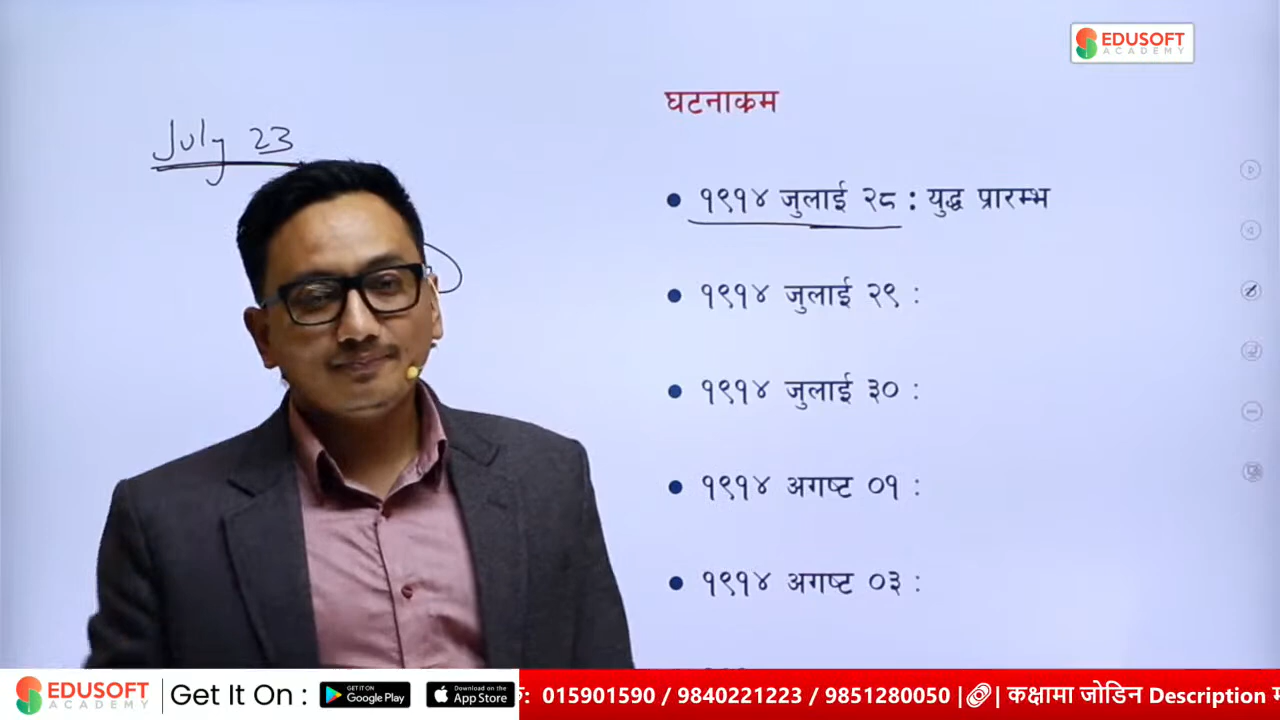 EDUSOFT
ACADEMY
घटनाक्रम
July 23
१९१४ जुलाई २८ : युद्ध प्रारम्भ
१९१४ जुलाई २९ :
१९१४ जुलाई ३० :
१९१४ अगष्ट ०१ :
१९१४ अगष्ट ०३ :
EDUSOFT
ACADEMY
Get It On :
GET IT ON
Google Play
Download on the
App Store
015901590 / 9840221223 / 9851280050 | | कक्षामा जोडिन Description